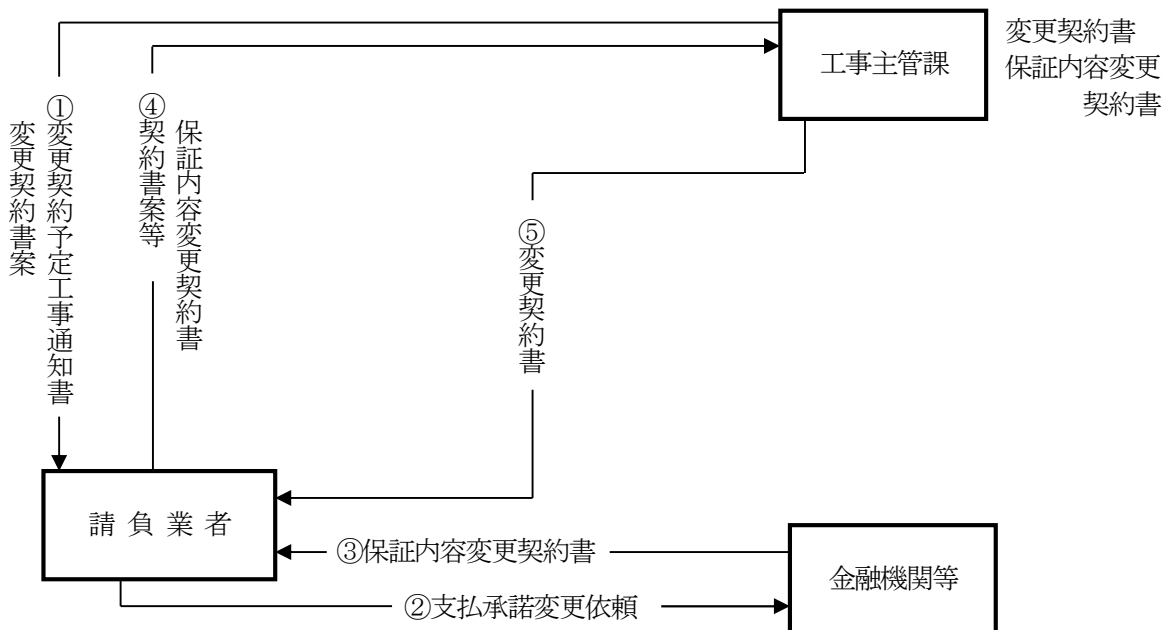 工事主管課
変更契約書
保証内容変更
契約書
①変更契約予定工事通知書
変更契約書案
保証内容変更契約書
④契約書案等
⑤変更契約書
請負業者
③保証内容変更契約書
金融機関等
②支払承諾変更依頼